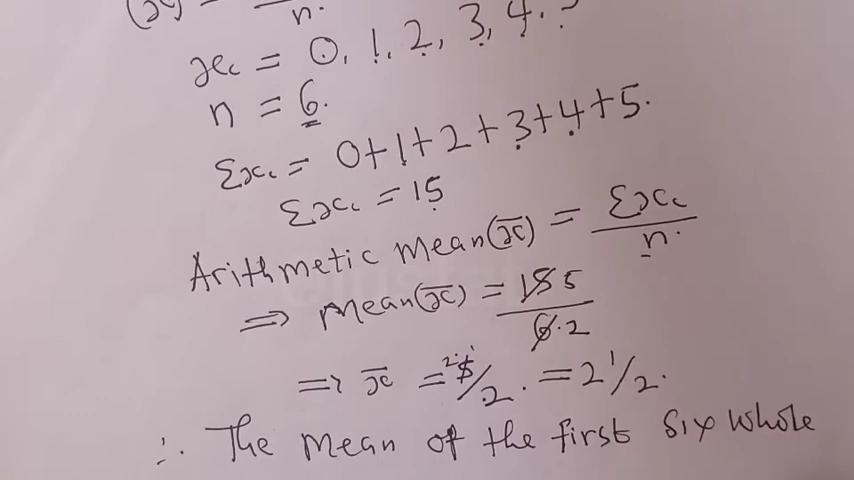 n.
xᵢ = 0, 1, 2, 3, 4,
n = 6.
Σxᵢ = 0+1+2+3+4+5.
Σxᵢ = 15
Arithmetic mean(x̄) = Σxᵢ/n.
⇒ Mean(x̄) = 15 5/6.2
⇒ x̄ = 5/2. = 2 1/2.
∴ The mean of the first six whole